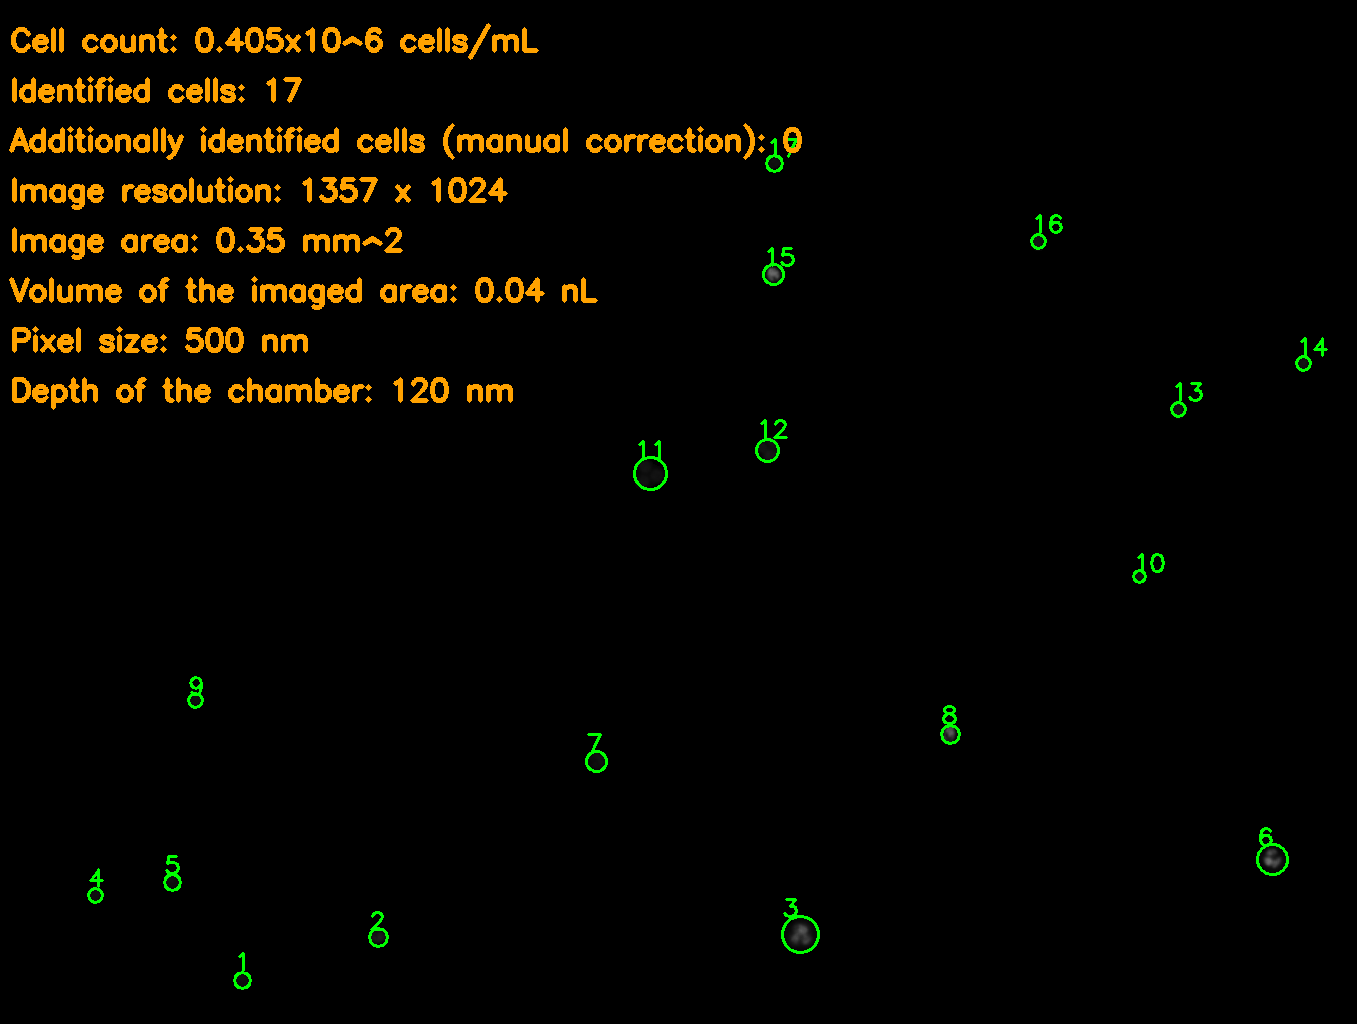 Cell count: 0.405x10^6 cells/mL
Identified cells: 17
Additionally identified cells (manual correction): 0
17
Image resolution: 1357 x 1024
16
Image area: 0.35 mm^2
15
Volume of the imaged area: 0.04 nL
Pixel size: 500 nm
14
Depth of the chamber: 120 nm
13
12
11
10
9
8
7
6
5
4
3
2
1